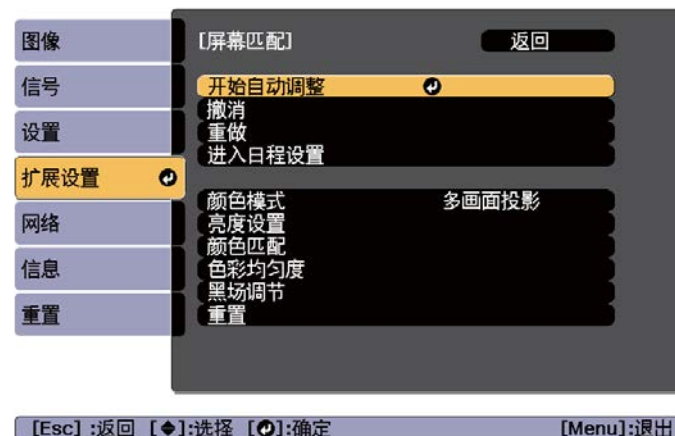 图像
信号
设置
扩展设置
网络
信息
重置
[屏幕匹配] 返回
开始自动调整
撤消
重做
进入日程设置
颜色模式 多画面投影
亮度设置
颜色匹配
色彩均匀度
黑场调节
重置
[Esc] :返回 [◆]:选择 [↵]:确定 [Menu]:退出